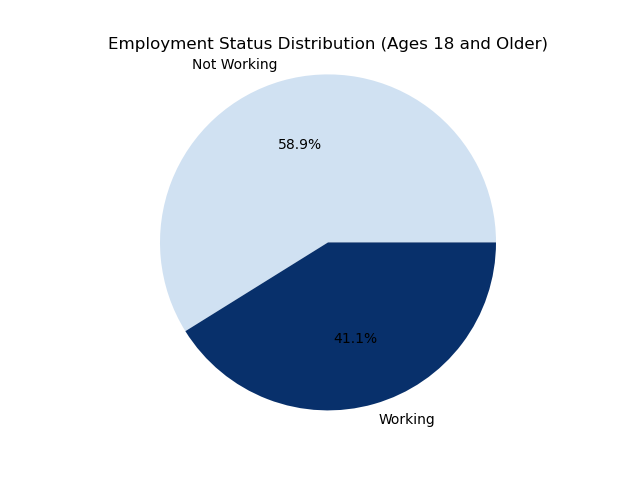 Employment Status Distribution (Ages 18 and Older)
Not Working
58.9%
41.1%
Working